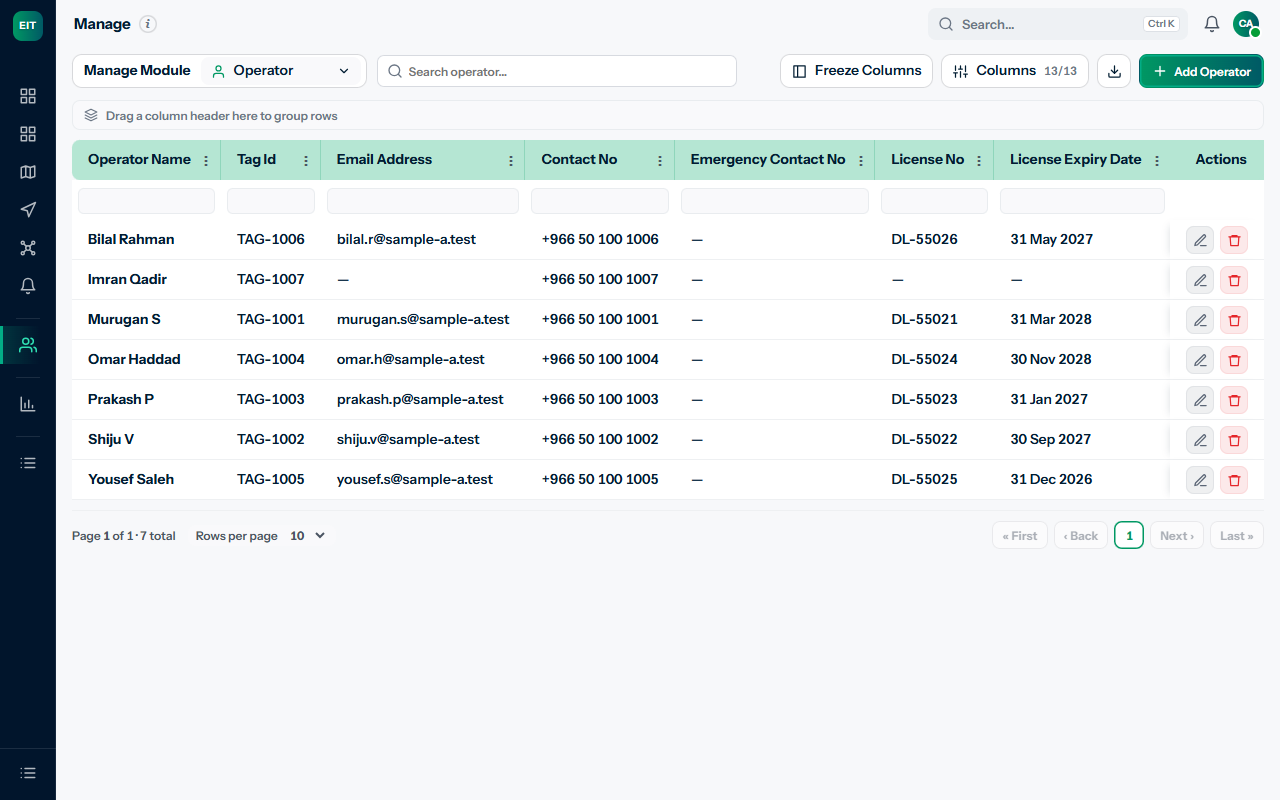 EIT
Manage
i
Search...
Ctrl K
CA
Manage Module
Operator
Search operator...
Freeze Columns
Columns 13/13
Add Operator
Drag a column header here to group rows
Operator Name Tag Id Email Address Contact No Emergency Contact No License No License Expiry Date Actions
Bilal Rahman TAG-1006 bilal.r@sample-a.test +966 50 100 1006 — DL-55026 31 May 2027
Imran Qadir TAG-1007 — +966 50 100 1007 — — —
Murugan S TAG-1001 murugan.s@sample-a.test +966 50 100 1001 — DL-55021 31 Mar 2028
Omar Haddad TAG-1004 omar.h@sample-a.test +966 50 100 1004 — DL-55024 30 Nov 2028
Prakash P TAG-1003 prakash.p@sample-a.test +966 50 100 1003 — DL-55023 31 Jan 2027
Shiju V TAG-1002 shiju.v@sample-a.test +966 50 100 1002 — DL-55022 30 Sep 2027
Yousef Saleh TAG-1005 yousef.s@sample-a.test +966 50 100 1005 — DL-55025 31 Dec 2026
Page 1 of 1 · 7 total Rows per page 10 « First ‹ Back 1 Next › Last »